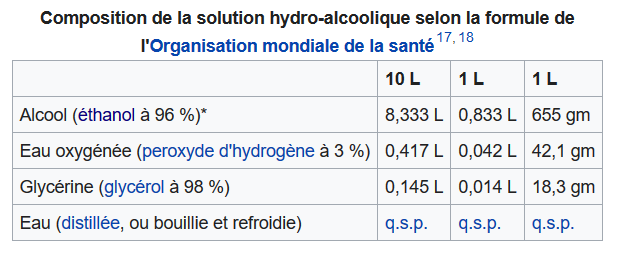 Composition de la solution hydro-alcoolique selon la formule de
l'Organisation mondiale de la santé17, 18
10 L 1 L 1 L
Alcool (éthanol à 96 %)* 8,333 L 0,833 L 655 gm
Eau oxygénée (peroxyde d'hydrogène à 3 %) 0,417 L 0,042 L 42,1 gm
Glycérine (glycérol à 98 %) 0,145 L 0,014 L 18,3 gm
Eau (distillée, ou bouillie et refroidie) q.s.p. q.s.p. q.s.p.